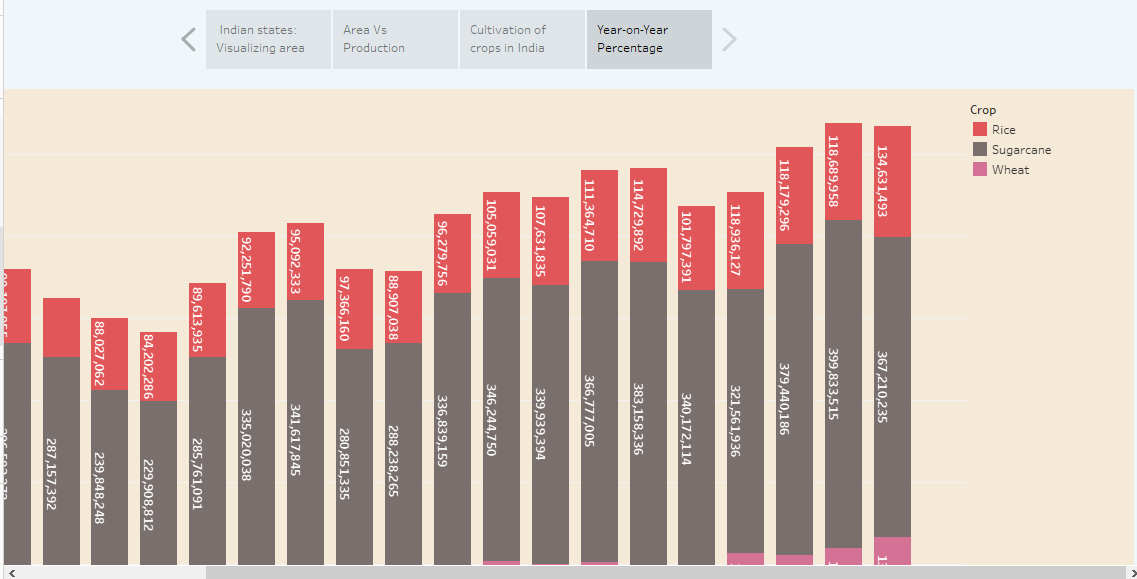 Indian states:
Visualizing area
Area Vs
Production
Cultivation of
crops in India
Year-on-Year
Percentage
Crop
Rice
Sugarcane
Wheat
287,157,392
88,027,062
239,848,248
84,202,286
229,908,812
89,613,935
285,761,091
92,251,790
335,020,038
95,092,333
341,617,845
97,366,160
280,851,335
88,907,038
288,238,265
96,279,756
336,839,159
105,059,031
346,244,750
107,631,835
339,939,394
111,364,710
366,777,005
114,729,892
383,158,336
101,797,391
340,172,114
118,936,127
321,561,936
118,179,296
379,440,186
118,689,958
399,833,515
134,631,493
367,210,235